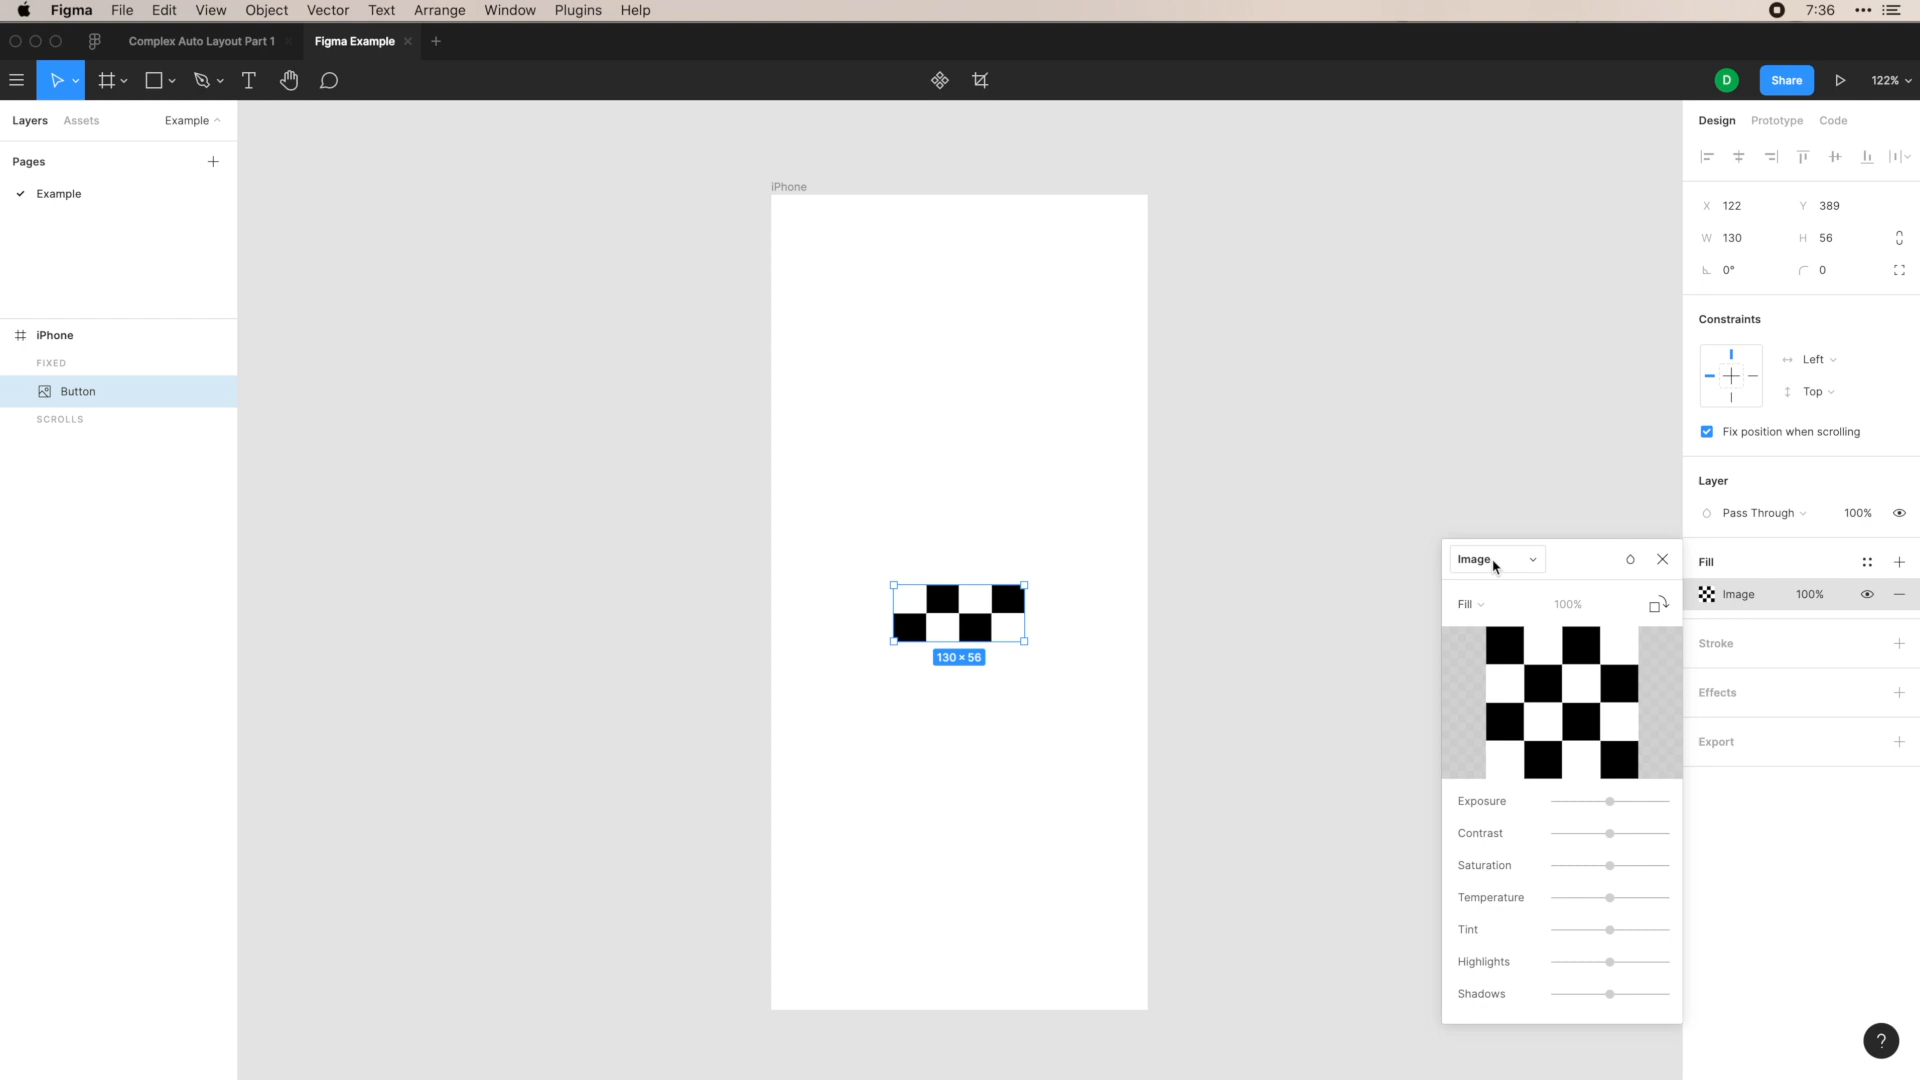 Figma File Edit View Object Vector Text Arrange Window Plugins Help 7:36
Complex Auto Layout Part 1 Figma Example
D Share 122%
Layers Assets Example
Pages
Example
iPhone
FIXED
Button
SCROLLS
iPhone
130 × 56
Design Prototype Code
X 122 Y 389
W 130 H 56
0° 0
Constraints
Left
Top
Fix position when scrolling
Layer
Pass Through 100%
Fill
Image 100%
Stroke
Effects
Export
Image
Fill 100%
Exposure
Contrast
Saturation
Temperature
Tint
Highlights
Shadows
?